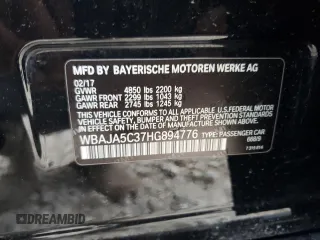 MFD BY BAYERISCHE MOTOREN WERKE AG
02/17
GVWR 4850 lbs 2200 kg
GAWR FRONT 2299 lbs 1043 kg
GAWR REAR 2745 lbs 1245 kg
THIS VEHICLE CONFORMS TO ALL APPLICABLE U.S. FEDERAL MOTOR VEHICLE SAFETY, BUMPER, AND THEFT PREVENTION STANDARDS IN EFFECT ON THE DATE OF MANUFACTURE SHOWN ABOVE
WBAJA5C37HG894776 TYPE: PASSENGER CAR
DREAMBID